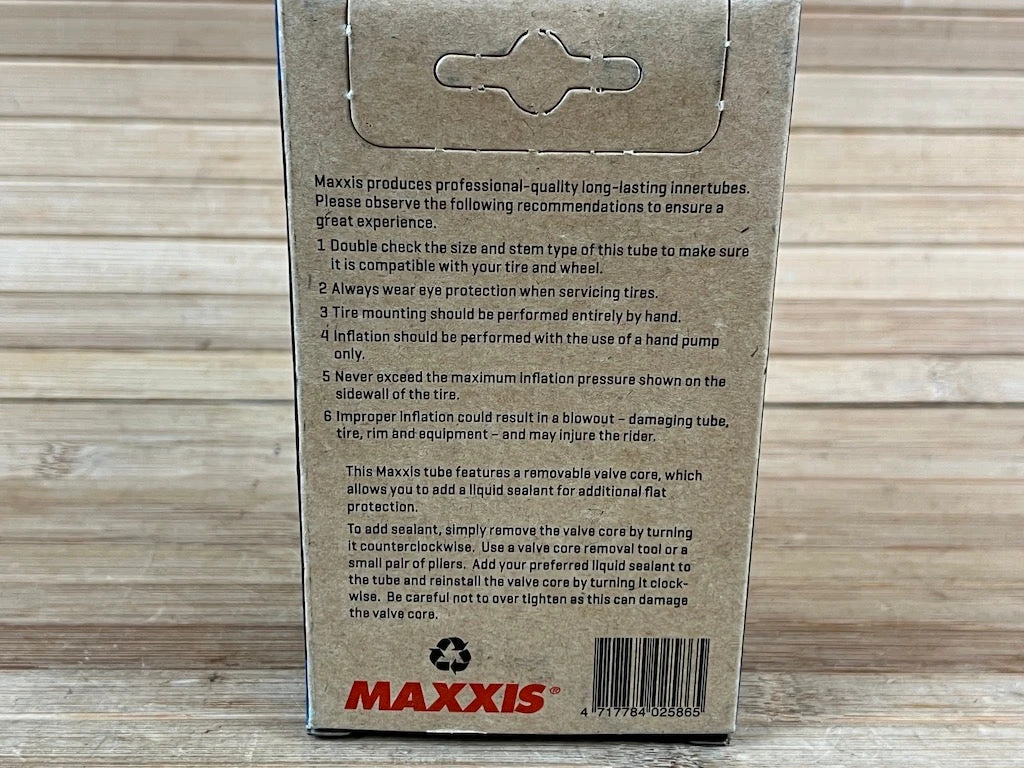 Maxxis produces professional-quality long-lasting innertubes.
Please observe the following recommendations to ensure a
great experience.
1 Double check the size and stem type of this tube to make sure
it is compatible with your tire and wheel.
2 Always wear eye protection when servicing tires.
3 Tire mounting should be performed entirely by hand.
4 Inflation should be performed with the use of a hand pump
only.
5 Never exceed the maximum inflation pressure shown on the
sidewall of the tire.
6 Improper inflation could result in a blowout – damaging tube,
tire, rim and equipment – and may injure the rider.
This Maxxis tube features a removable valve core, which
allows you to add a liquid sealant for additional flat
protection.
To add sealant, simply remove the valve core by turning
it counterclockwise. Use a valve core removal tool or a
small pair of pliers. Add your preferred liquid sealant to
the tube and reinstall the valve core by turning it clock-
wise. Be careful not to over tighten as this can damage
the valve core.
MAXXIS®
4 717784 025865